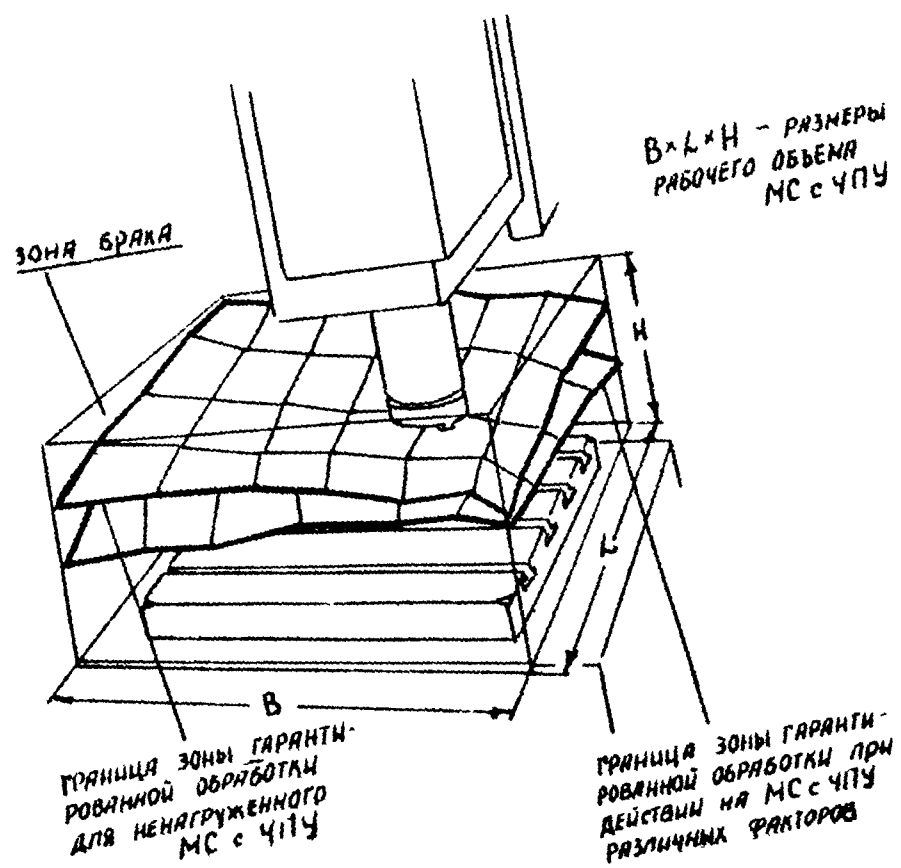 B×L×H – РАЗМЕРЫ
РАБОЧЕГО ОБЪЕМА
МС с ЧПУ
ЗОНА БРАКА
H
L
B
ГРАНИЦА ЗОНЫ ГАРАНТИ-
РОВАННОЙ ОБРАБОТКИ
ДЛЯ НЕНАГРУЖЕННОГО
МС с ЧПУ
ГРАНИЦА ЗОНЫ ГАРАНТИ-
РОВАННОЙ ОБРАБОТКИ ПРИ
ДЕЙСТВИИ НА МС с ЧПУ
РАЗЛИЧНЫХ ФАКТОРОВ